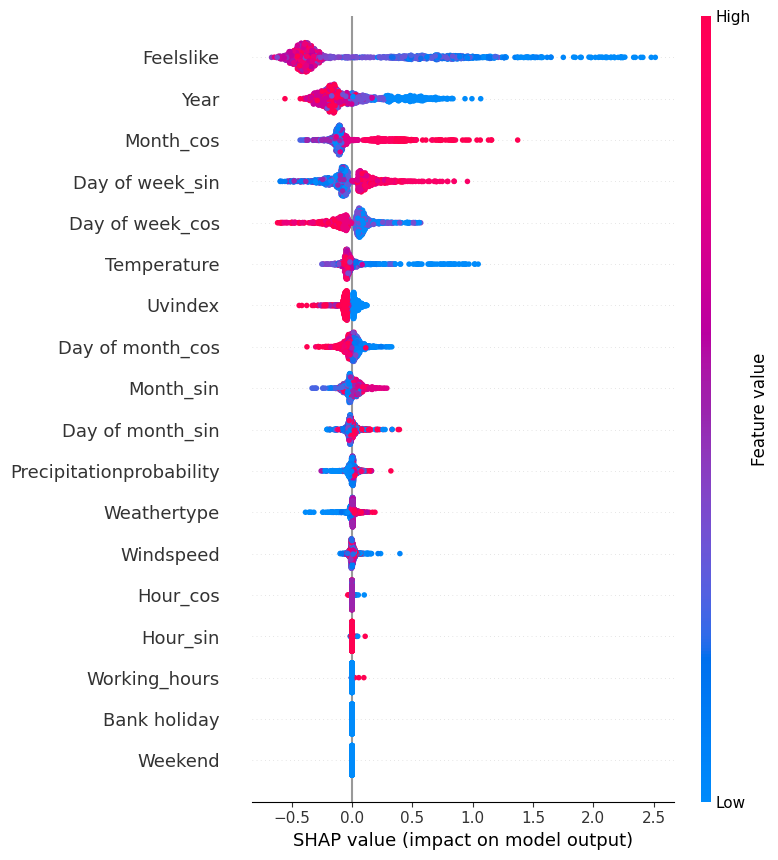 High
Feelslike
Year
Month_cos
Day of week_sin
Day of week_cos
Temperature
Uvindex
Day of month_cos
Month_sin
Day of month_sin
Precipitationprobability
Weathertype
Windspeed
Hour_cos
Hour_sin
Working_hours
Bank holiday
Weekend
Feature value
Low
−0.5 0.0 0.5 1.0 1.5 2.0 2.5
SHAP value (impact on model output)